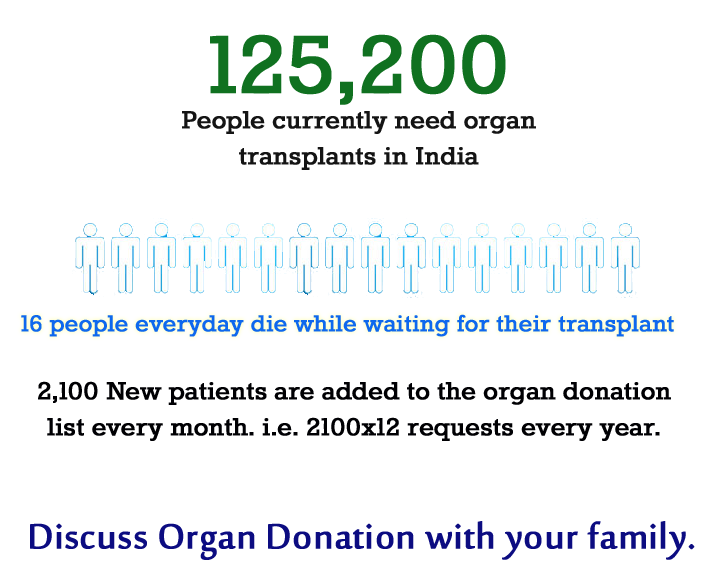 125,200
People currently need organ
transplants in India
16 people everyday die while waiting for their transplant
2,100 New patients are added to the organ donation
list every month. i.e. 2100x12 requests every year.
Discuss Organ Donation with your family.